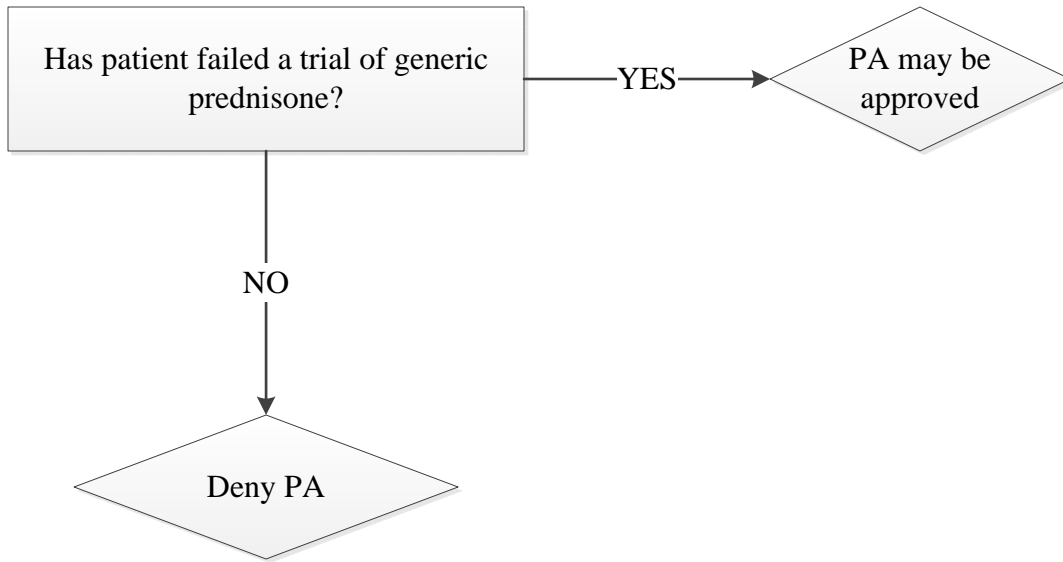 Has patient failed a trial of generic
prednisone?
YES
PA may be
approved
NO
Deny PA